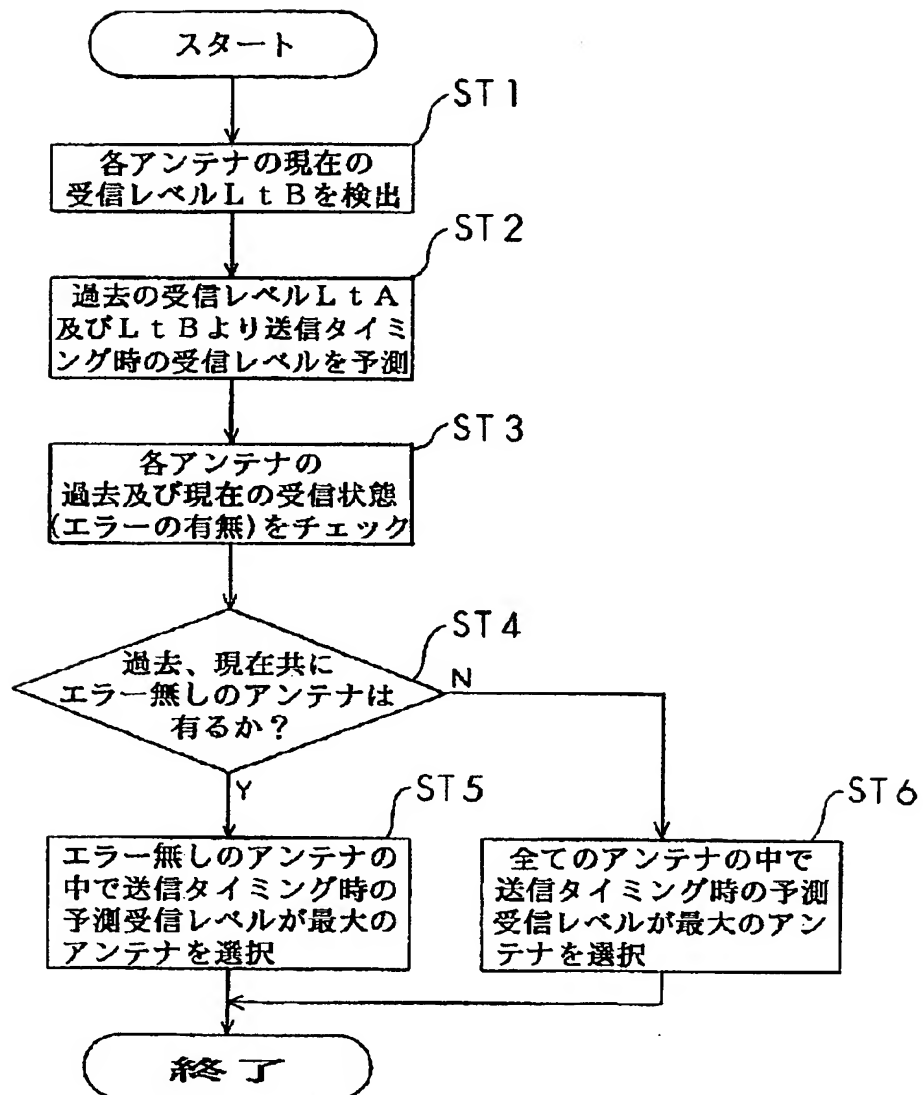 スタート
ST1
各アンテナの現在の
受信レベルLtBを検出
ST2
過去の受信レベルLtA
及びLtBより送信タイミ
ング時の受信レベルを予測
ST3
各アンテナの
過去及び現在の受信状態
(エラーの有無)をチェック
ST4
過去、現在共に
エラー無しのアンテナは
有るか?
N
Y
ST5
エラー無しのアンテナの
中で送信タイミング時の
予測受信レベルが最大の
アンテナを選択
ST6
全てのアンテナの中で
送信タイミング時の予測
受信レベルが最大のアン
テナを選択
終了